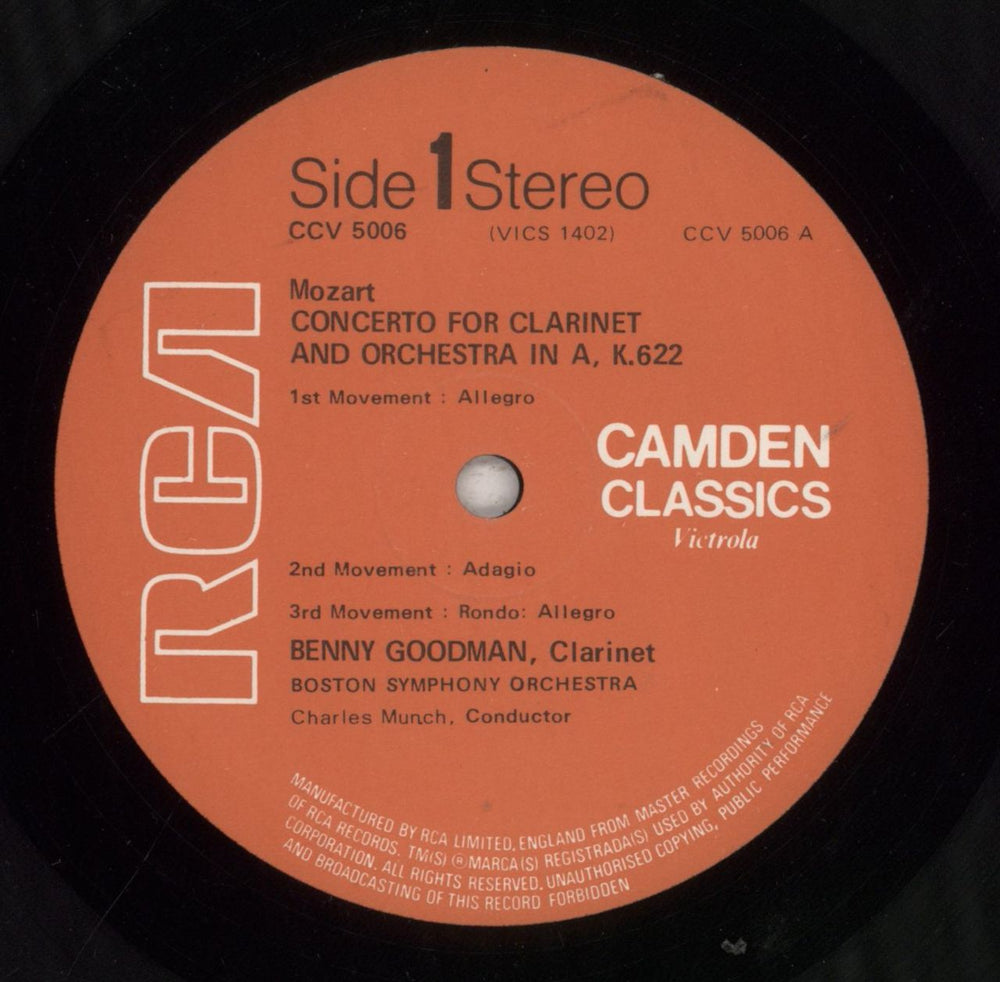 Side 1 Stereo
CCV 5006 (VICS 1402) CCV 5006 A
Mozart
CONCERTO FOR CLARINET
AND ORCHESTRA IN A, K.622
1st Movement : Allegro
RCA
CAMDEN
CLASSICS
Victrola
2nd Movement : Adagio
3rd Movement : Rondo: Allegro
BENNY GOODMAN, Clarinet
BOSTON SYMPHONY ORCHESTRA
Charles Munch, Conductor
MANUFACTURED BY RCA LIMITED, ENGLAND FROM MASTER RECORDINGS
OF RCA RECORDS, TM(S) ® MARCA(S) REGISTRADA(S) USED BY AUTHORITY OF RCA
CORPORATION. ALL RIGHTS RESERVED. UNAUTHORISED COPYING, PUBLIC PERFORMANCE
AND BROADCASTING OF THIS RECORD FORBIDDEN